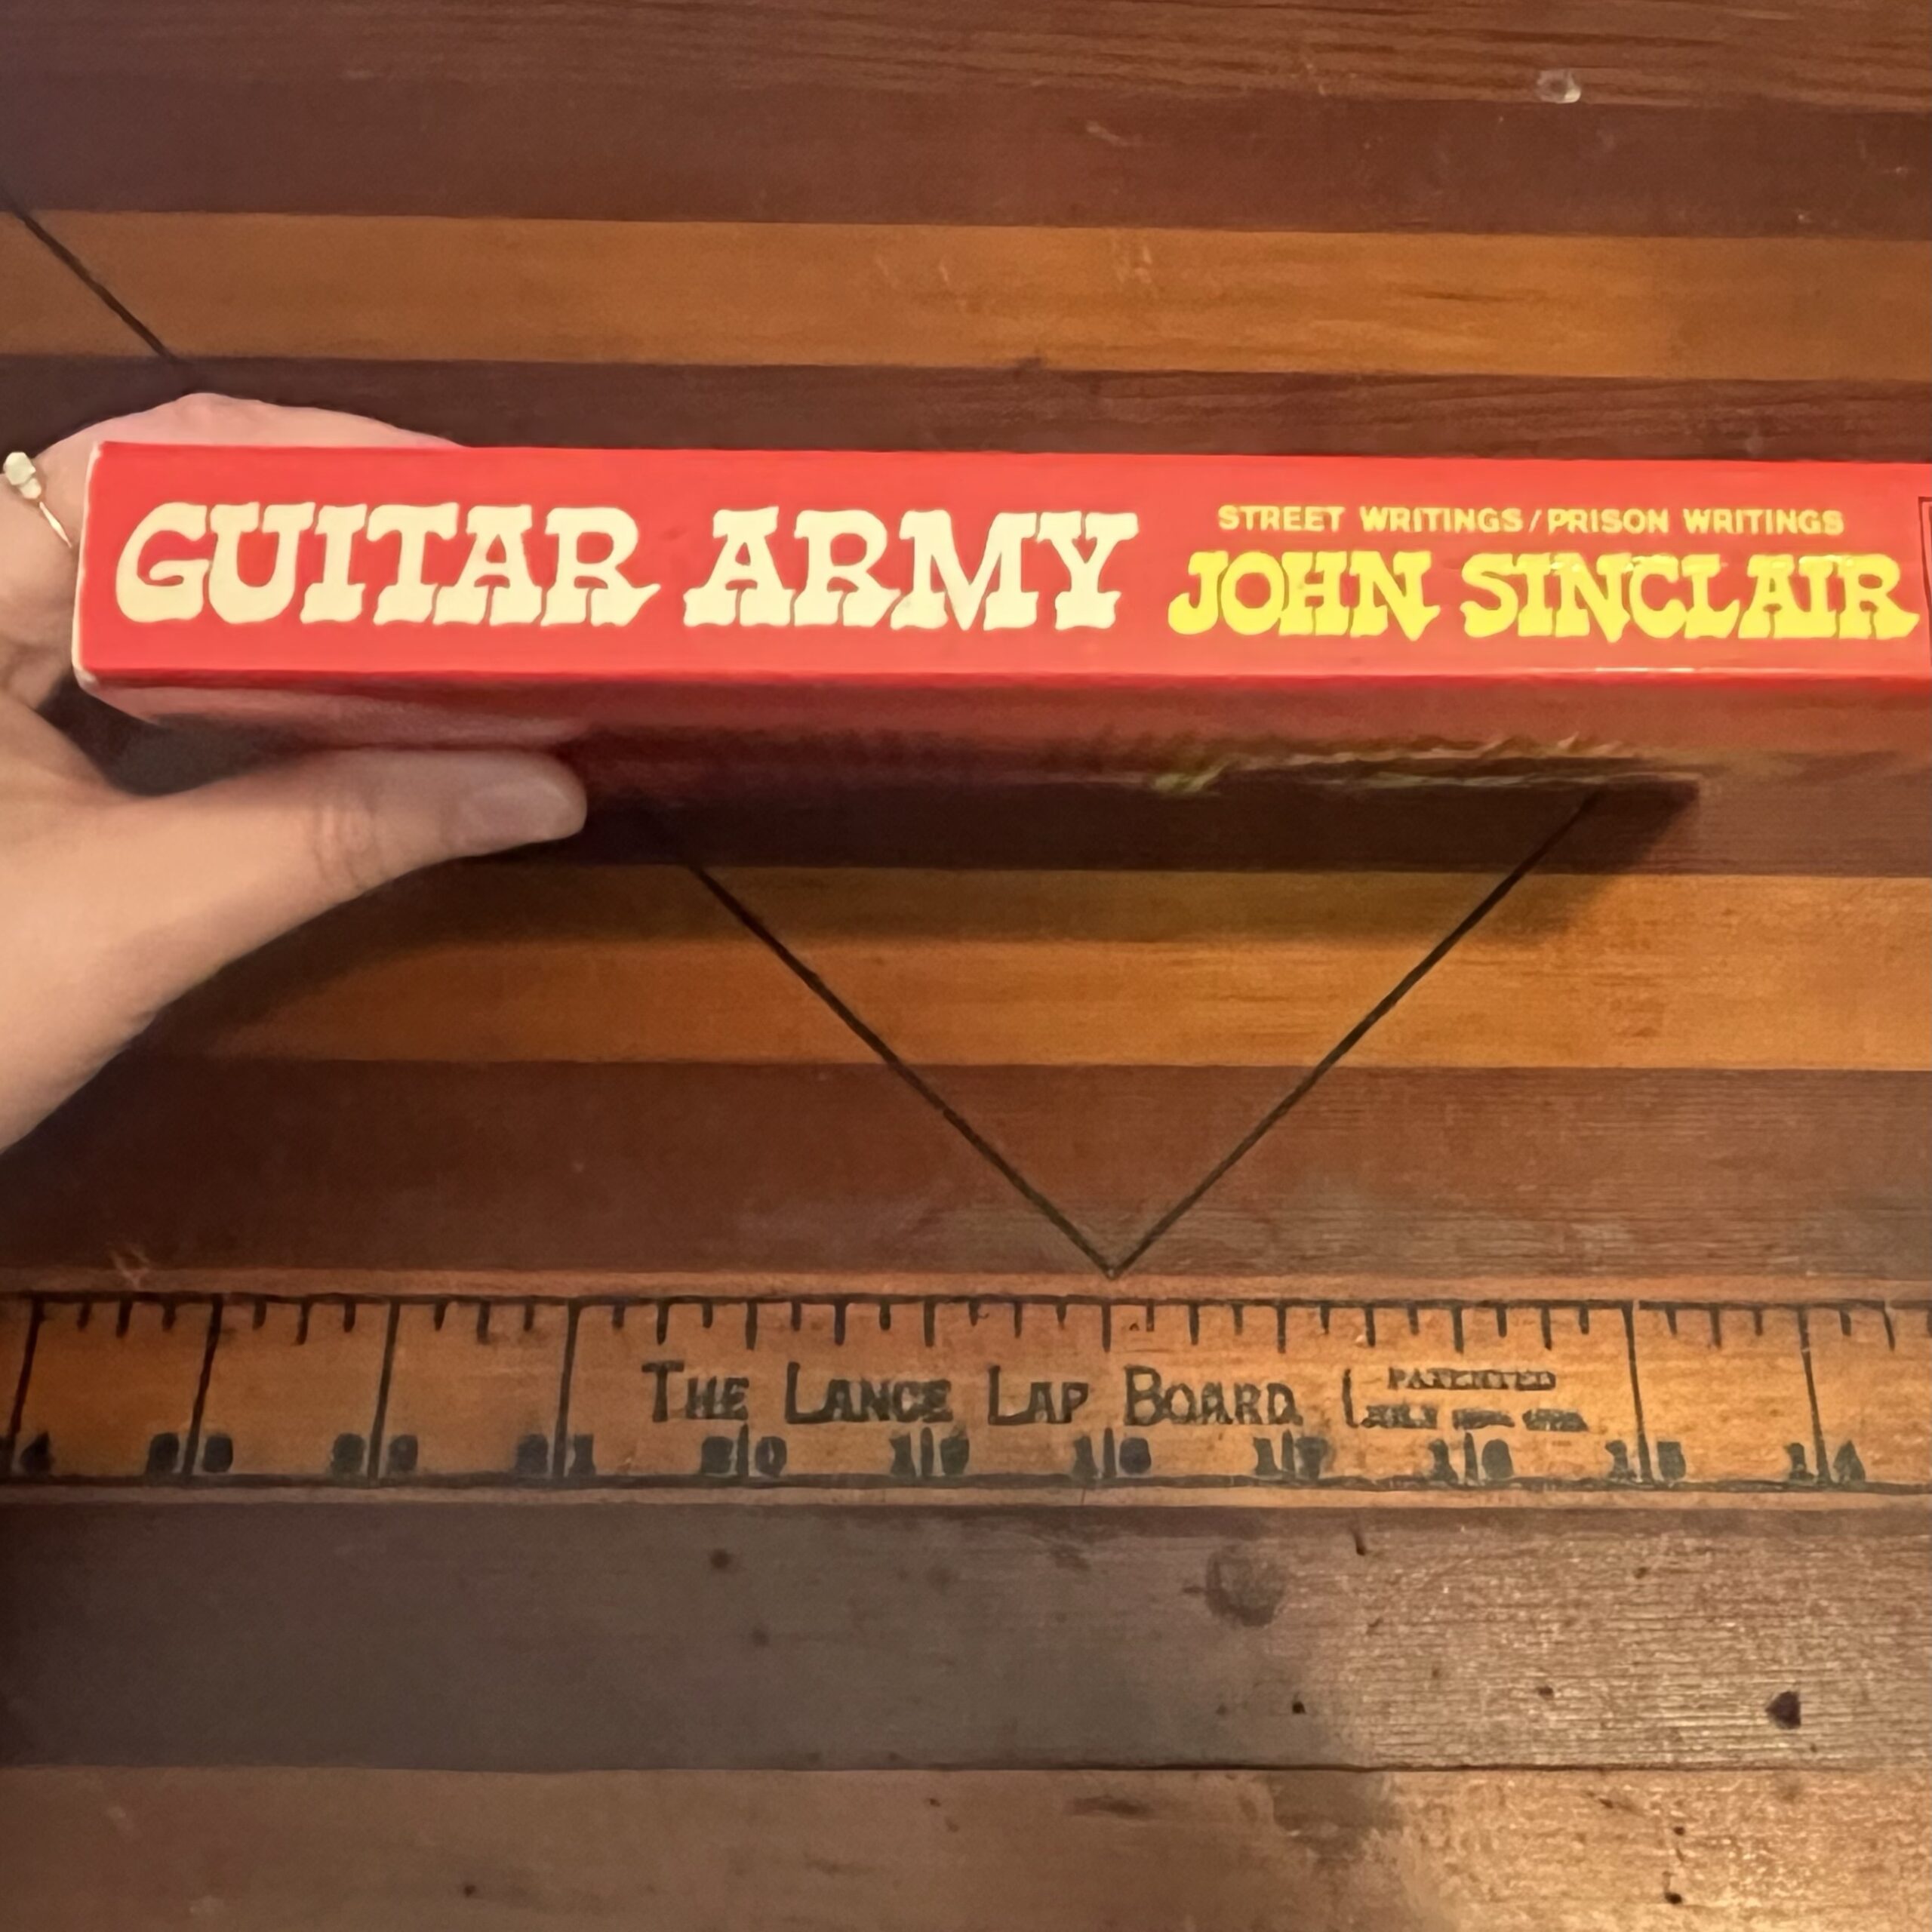 GUITAR ARMY
STREET WRITINGS/PRISON WRITINGS
JOHN SINCLAIR
THE LANCE LAP BOARD
PATENTED
20 19 18 17 16 15 14